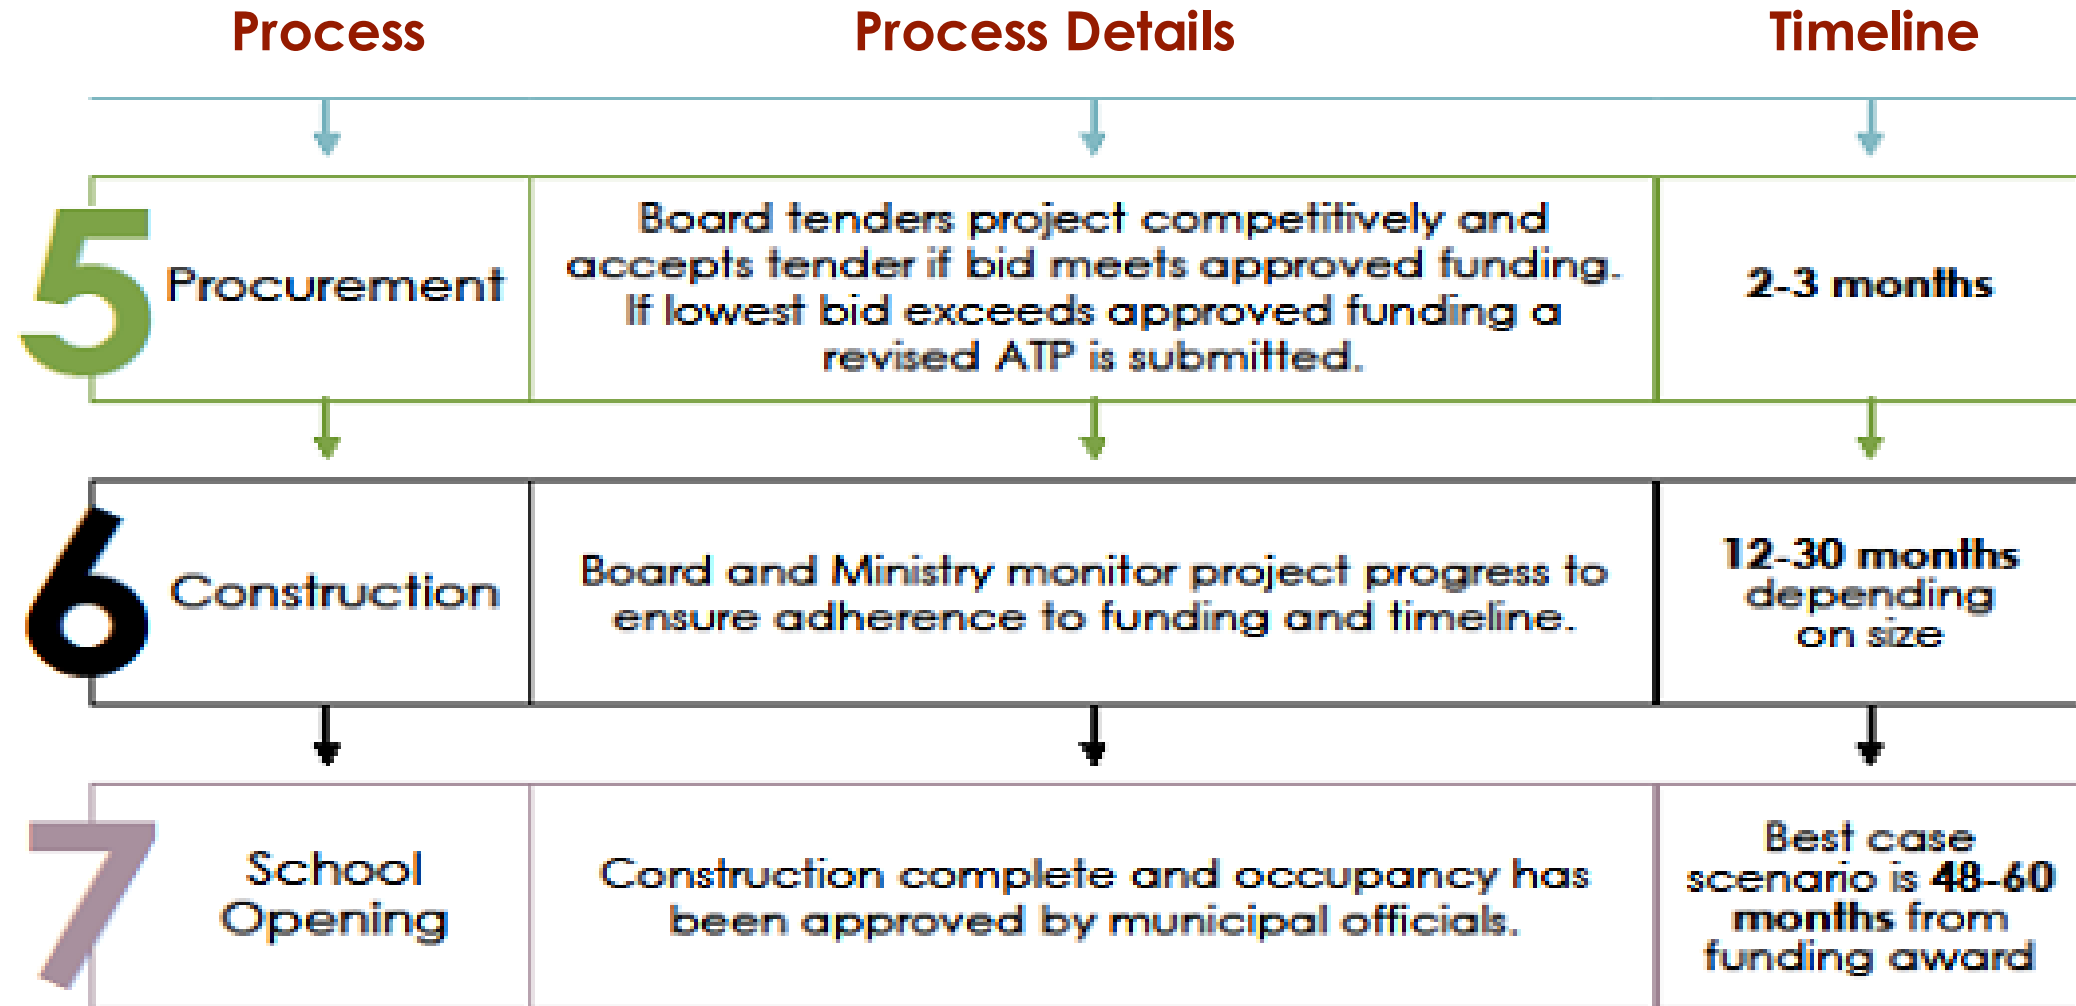 Process
Process Details
Timeline
5
Procurement
Board tenders project competitively and
accepts tender if bid meets approved funding.
If lowest bid exceeds approved funding a
revised ATP is submitted.
2-3 months
6
Construction
Board and Ministry monitor project progress to
ensure adherence to funding and timeline.
12-30 months
depending
on size
7
School
Opening
Construction complete and occupancy has
been approved by municipal officials.
Best case
scenario is 48-60
months from
funding award